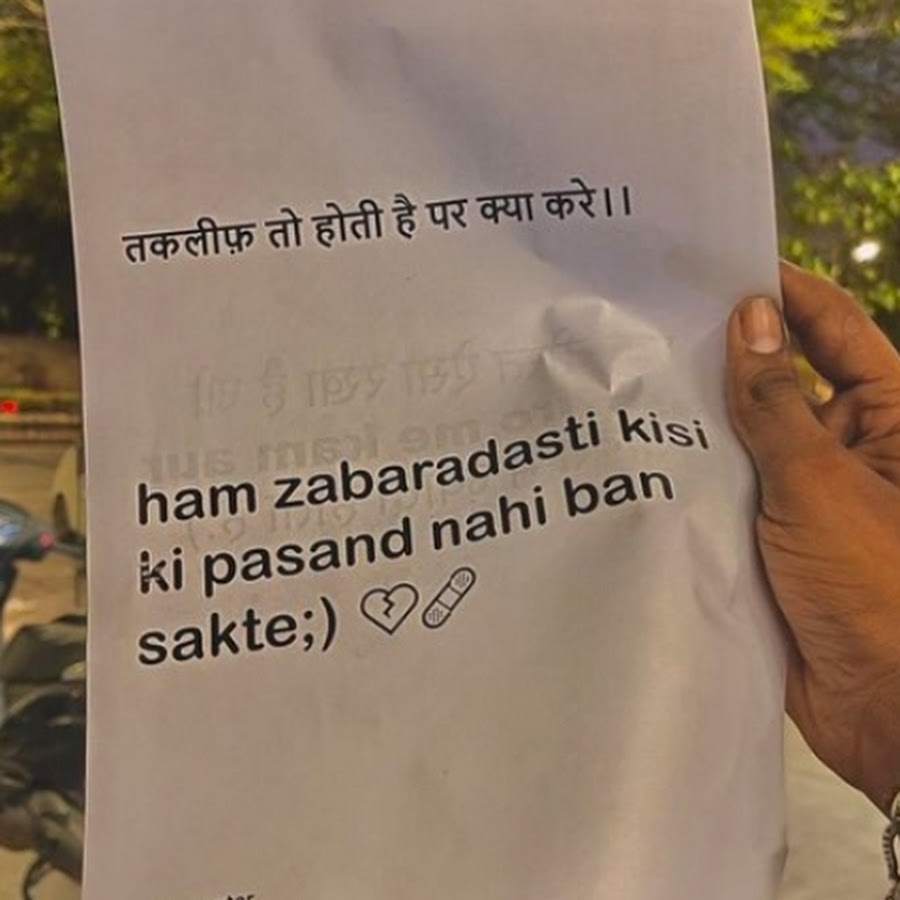 तकलीफ़ तो होती है पर क्या करे।।
ham zabaradasti kisi
ki pasand nahi ban
sakte;) 💔🩹